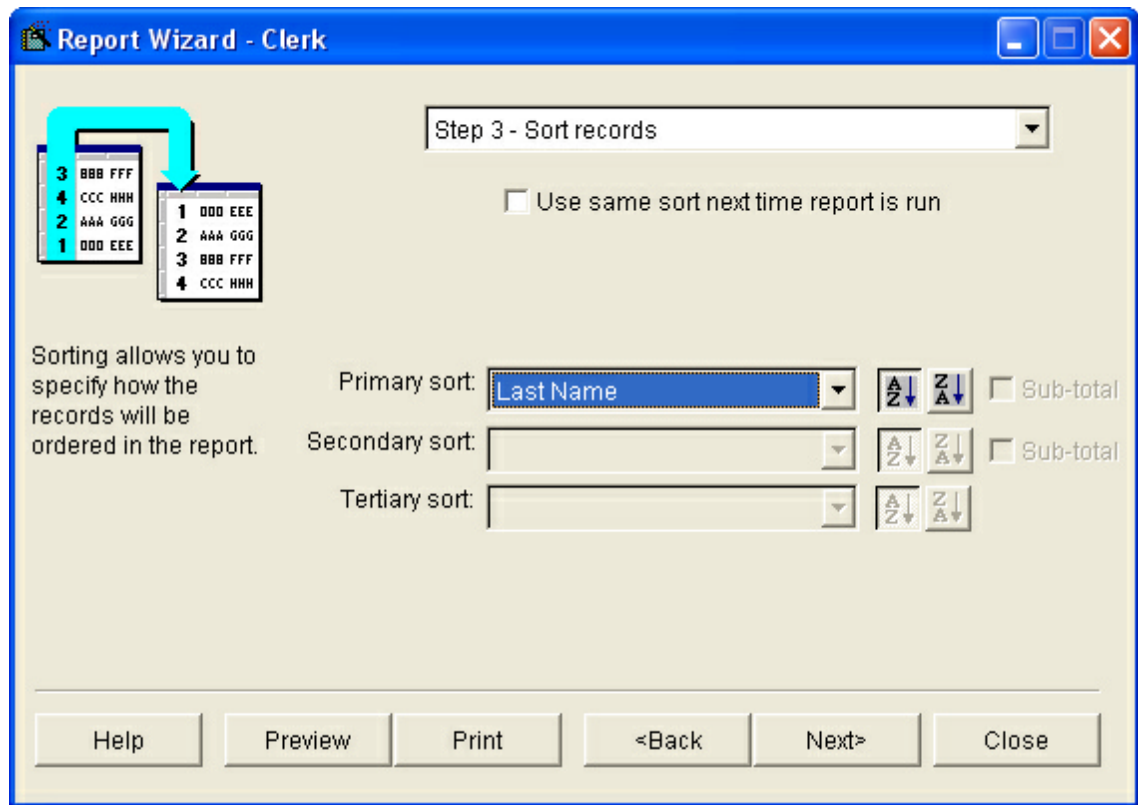 Report Wizard - Clerk
Step 3 - Sort records
Use same sort next time report is run
3 BBB FFF
4 CCC HHH
2 AAA GGG
1 DDD EEE
1 DDD EEE
2 AAA GGG
3 BBB FFF
4 CCC HHH
Sorting allows you to
specify how the
records will be
ordered in the report.
Primary sort: Last Name A Z Z A Sub-total
Secondary sort: A Z Z A Sub-total
Tertiary sort: A Z Z A
Help Preview Print <Back Next> Close